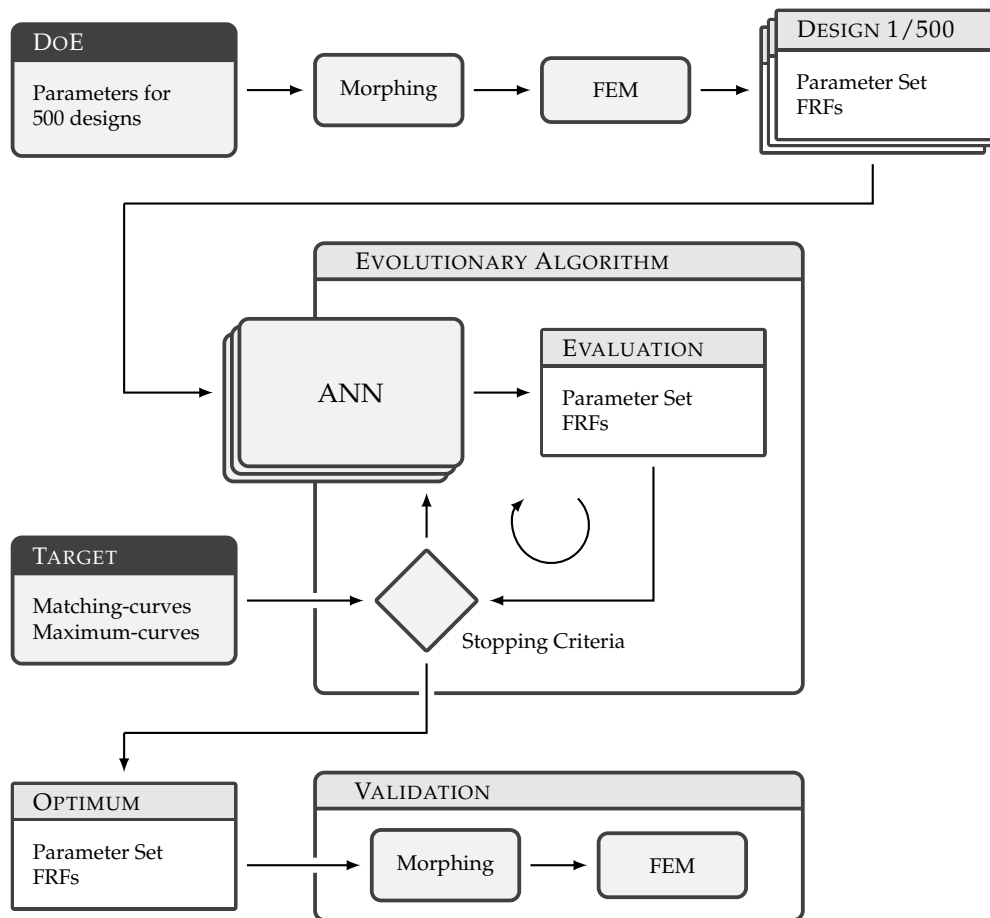 DOE
Parameters for
500 designs
Morphing
FEM
DESIGN 1/500
Parameter Set
FRFs
EVOLUTIONARY ALGORITHM
ANN
EVALUATION
Parameter Set
FRFs
TARGET
Matching-curves
Maximum-curves
Stopping Criteria
OPTIMUM
Parameter Set
FRFs
VALIDATION
Morphing
FEM